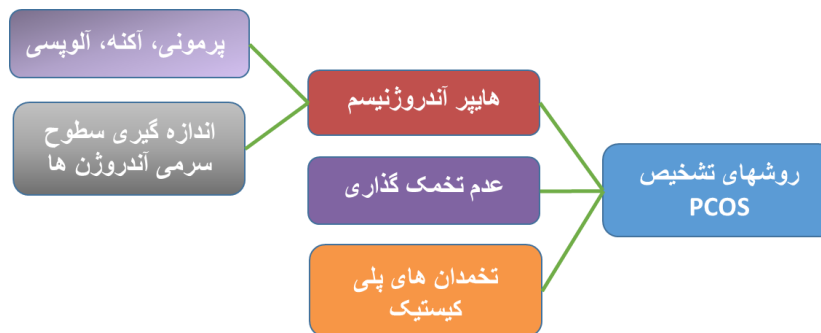 روشهای تشخیص
PCOS
هایپر آندروژنیسم
پرمونی، آکنه، آلوپسی
اندازه گیری سطوح
سرمی آندروژن ها
عدم تخمک گذاری
تخمدان های پلی
کیستیک